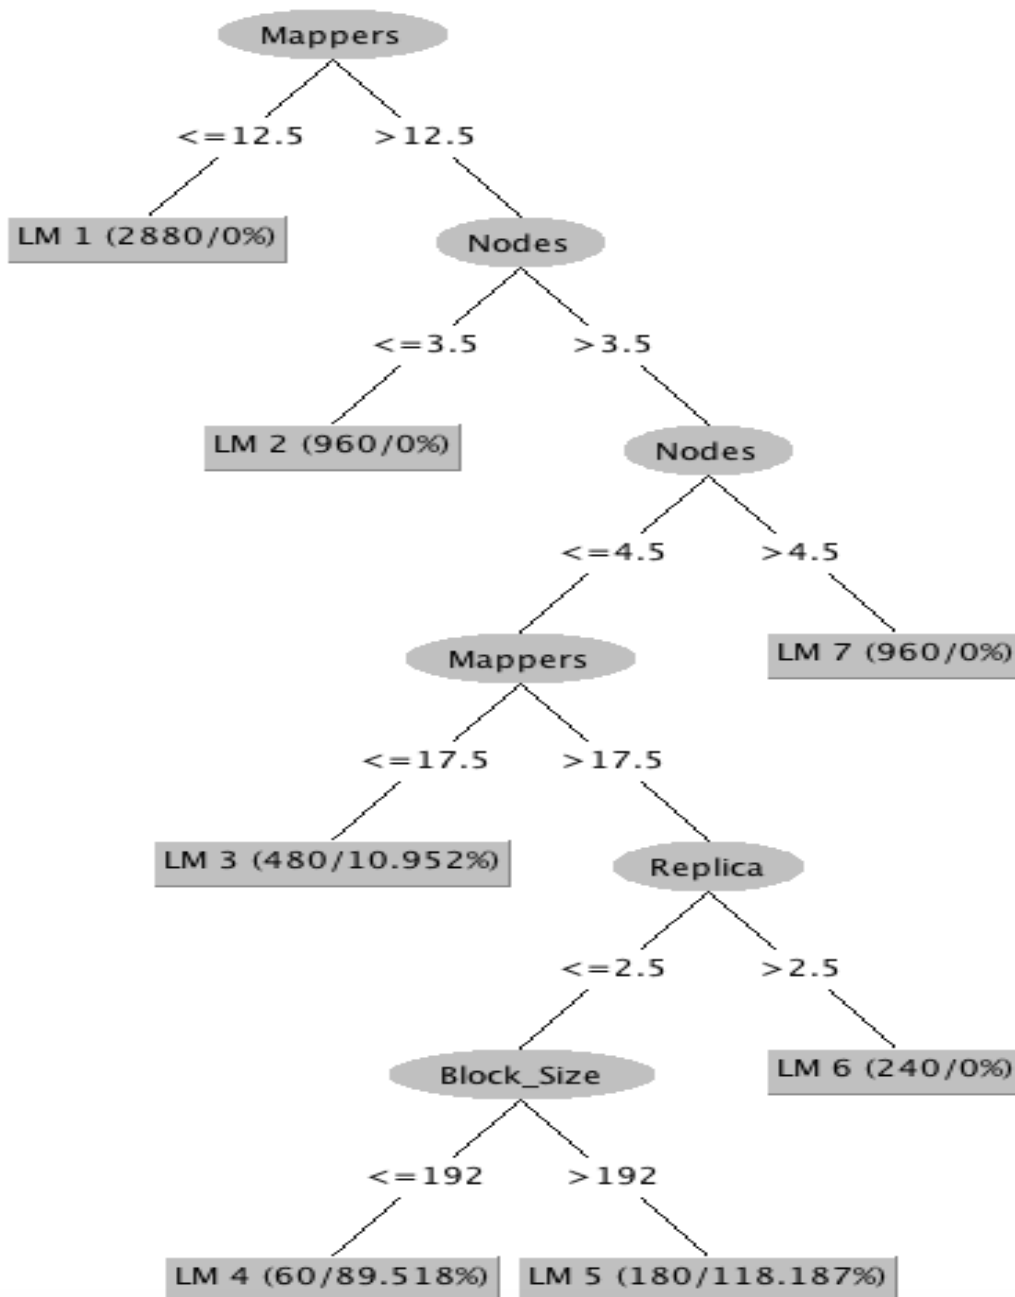 Mappers
<=12.5 >12.5
LM 1 (2880/0%)
Nodes
<=3.5 >3.5
LM 2 (960/0%)
Nodes
<=4.5 >4.5
Mappers
LM 7 (960/0%)
<=17.5 >17.5
LM 3 (480/10.952%)
Replica
<=2.5 >2.5
Block_Size
LM 6 (240/0%)
<=192 >192
LM 4 (60/89.518%) LM 5 (180/118.187%)